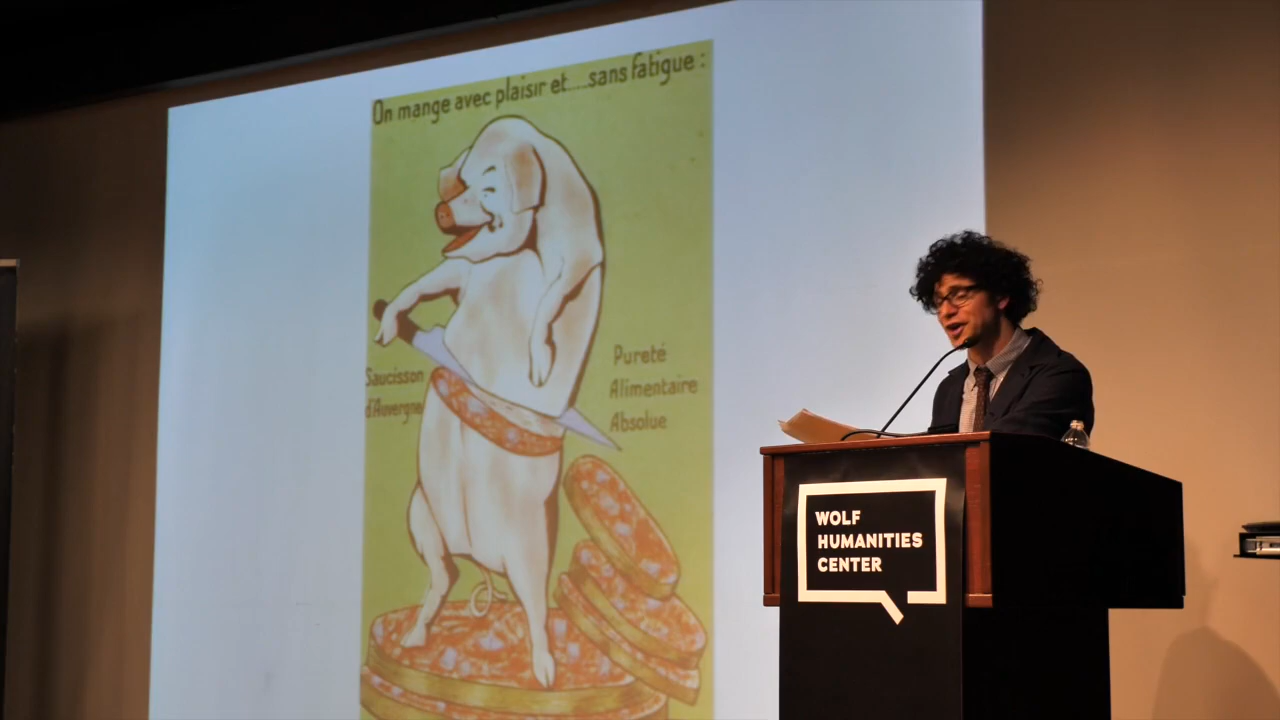 On mange avec plaisir et.....sans fatigue :
Saucisson
d'Auvergne
Pureté
Alimentaire
Absolue
WOLF
HUMANITIES
CENTER